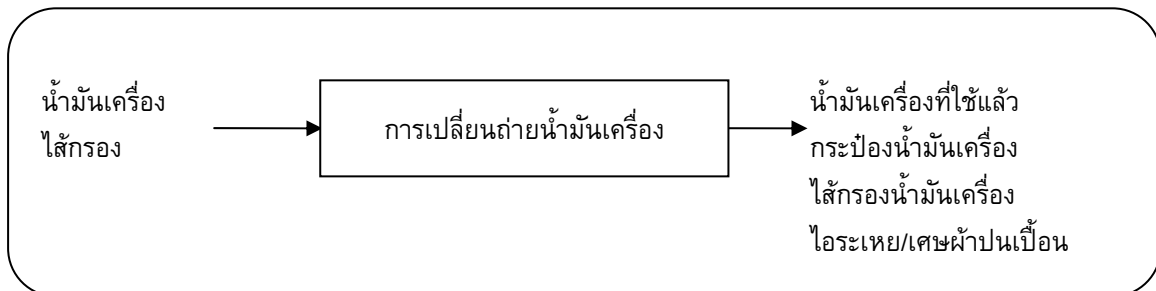 น้ำมันเครื่อง
ไส้กรอง
การเปลี่ยนถ่ายน้ำมันเครื่อง
น้ำมันเครื่องที่ใช้แล้ว
กระป๋องน้ำมันเครื่อง
ไส้กรองน้ำมันเครื่อง
ไอระเหย/เศษผ้าปนเปื้อน